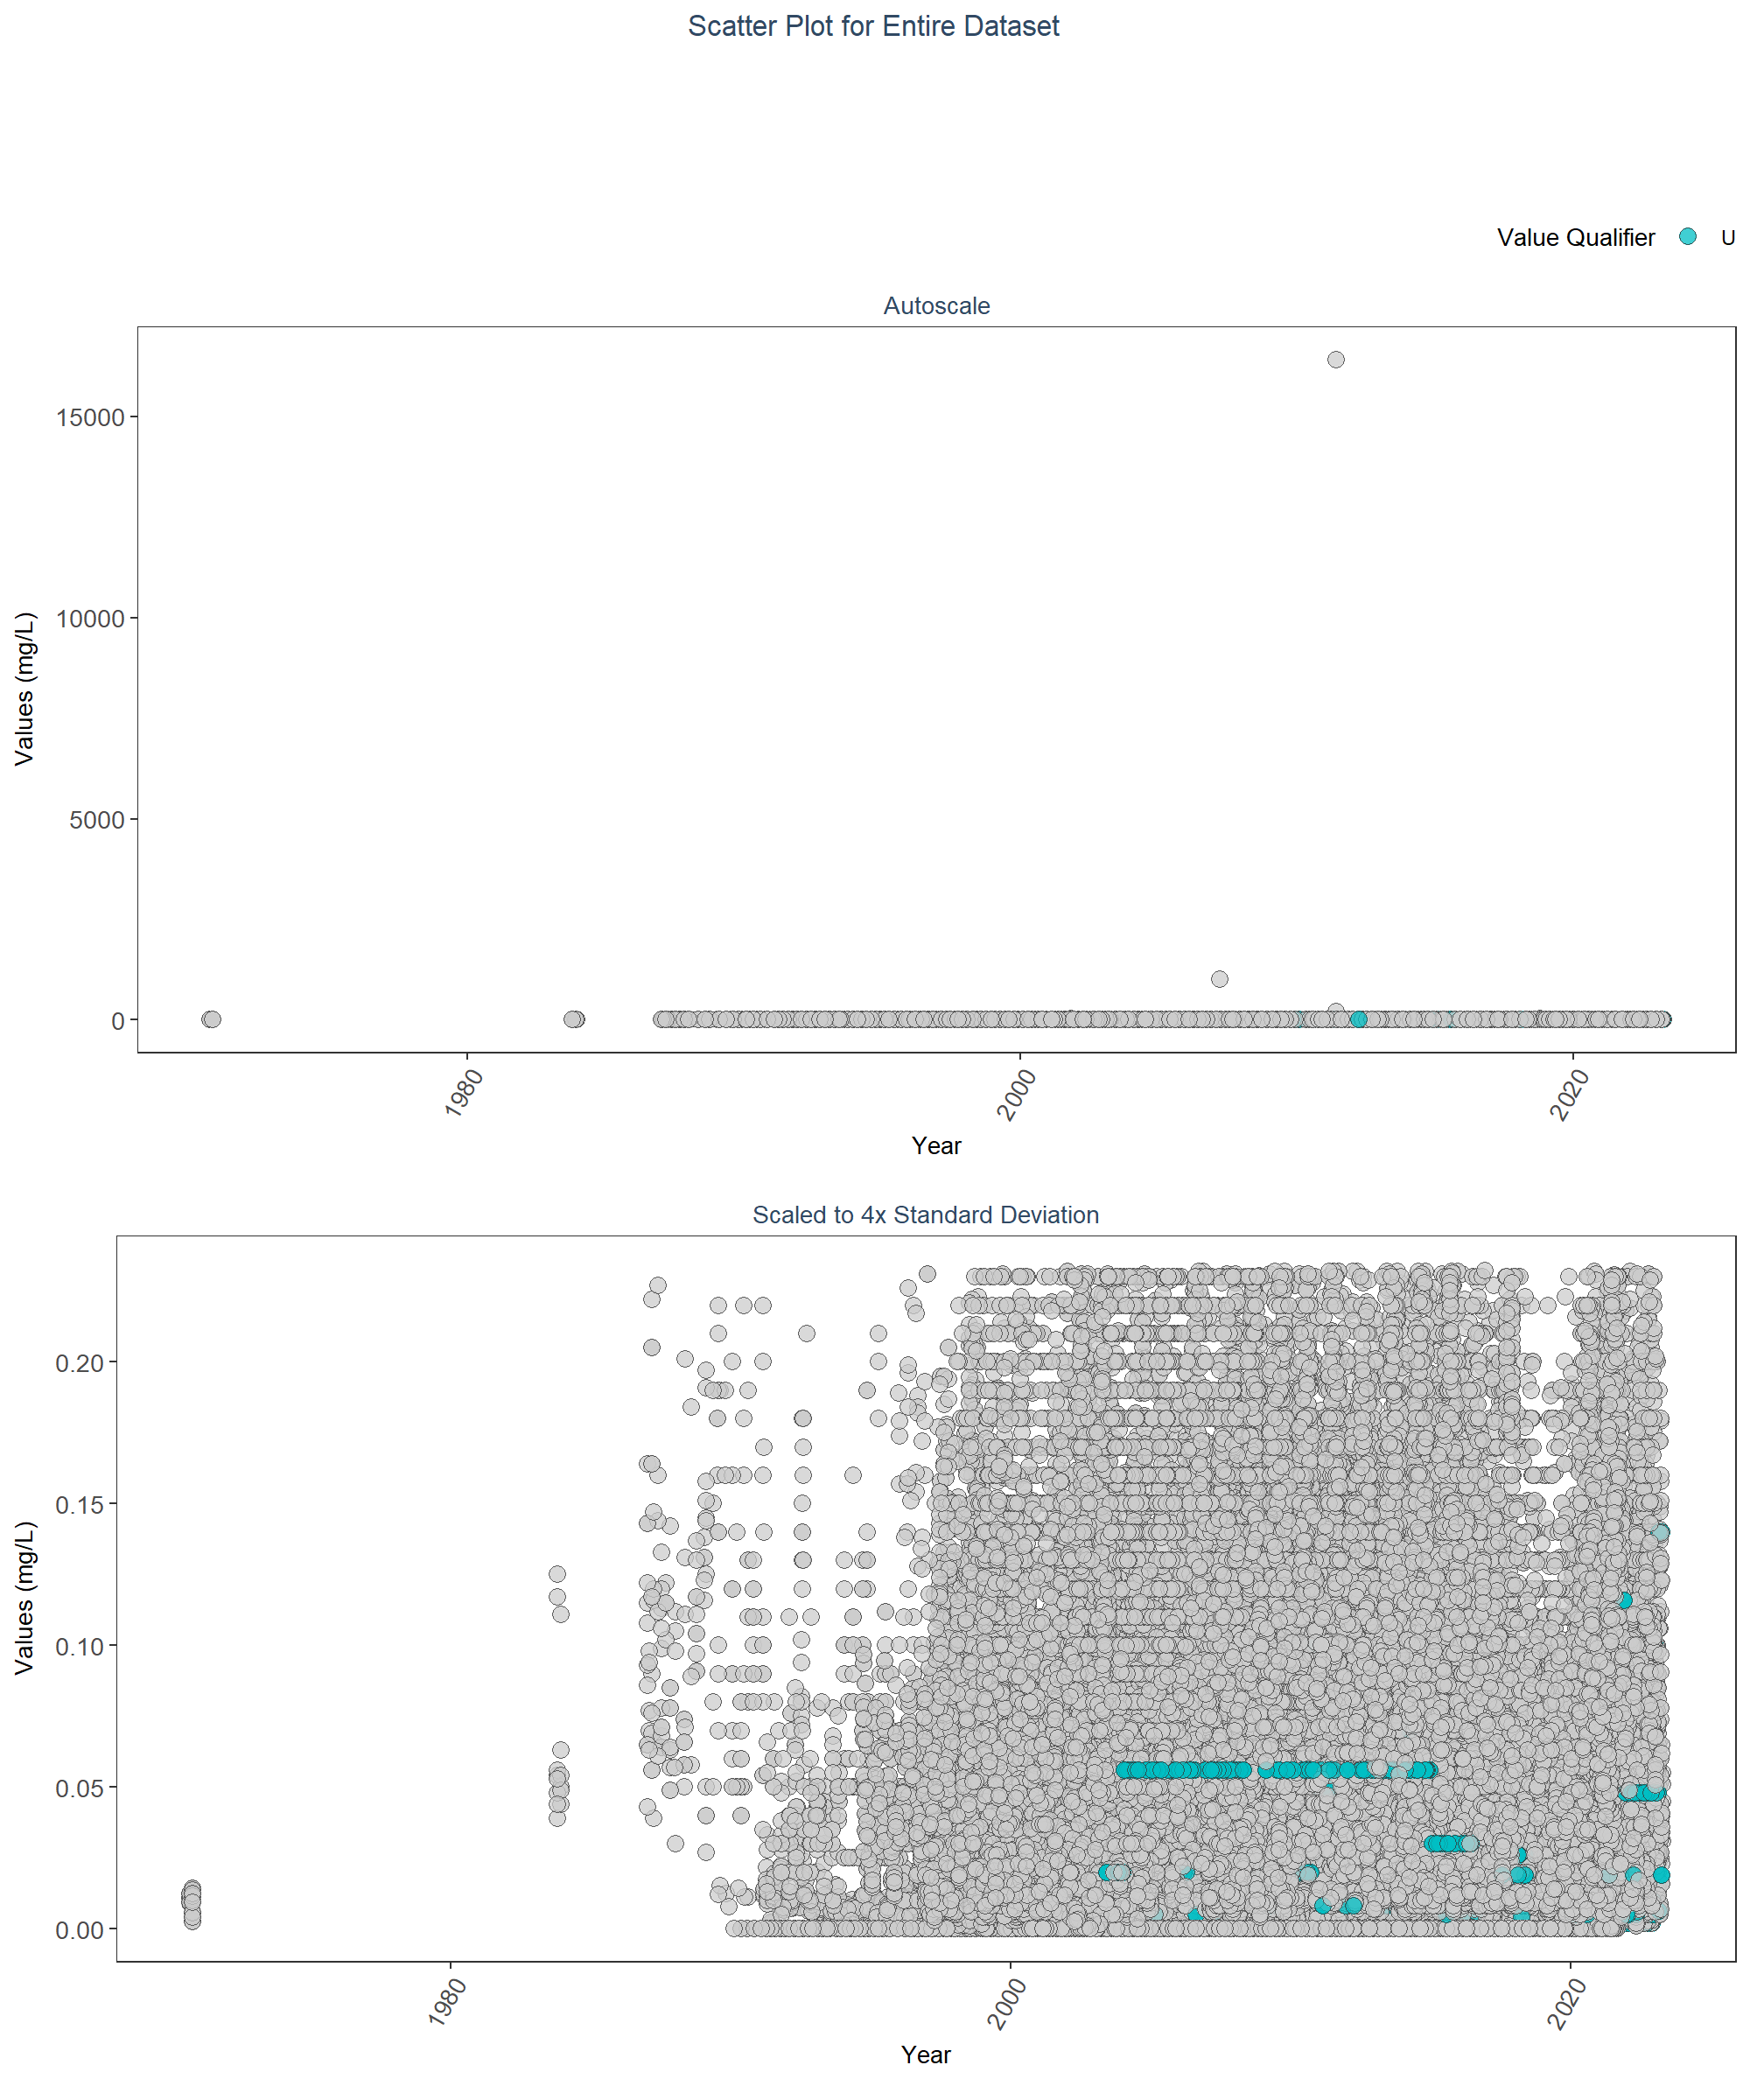 Scatter Plot for Entire Dataset
Value Qualifier U
Autoscale
15000
10000
5000
0
Values (mg/L)
1980 2000 2020
Year
Scaled to 4x Standard Deviation
0.20
0.15
0.10
0.05
0.00
Values (mg/L)
1980 2000 2020
Year